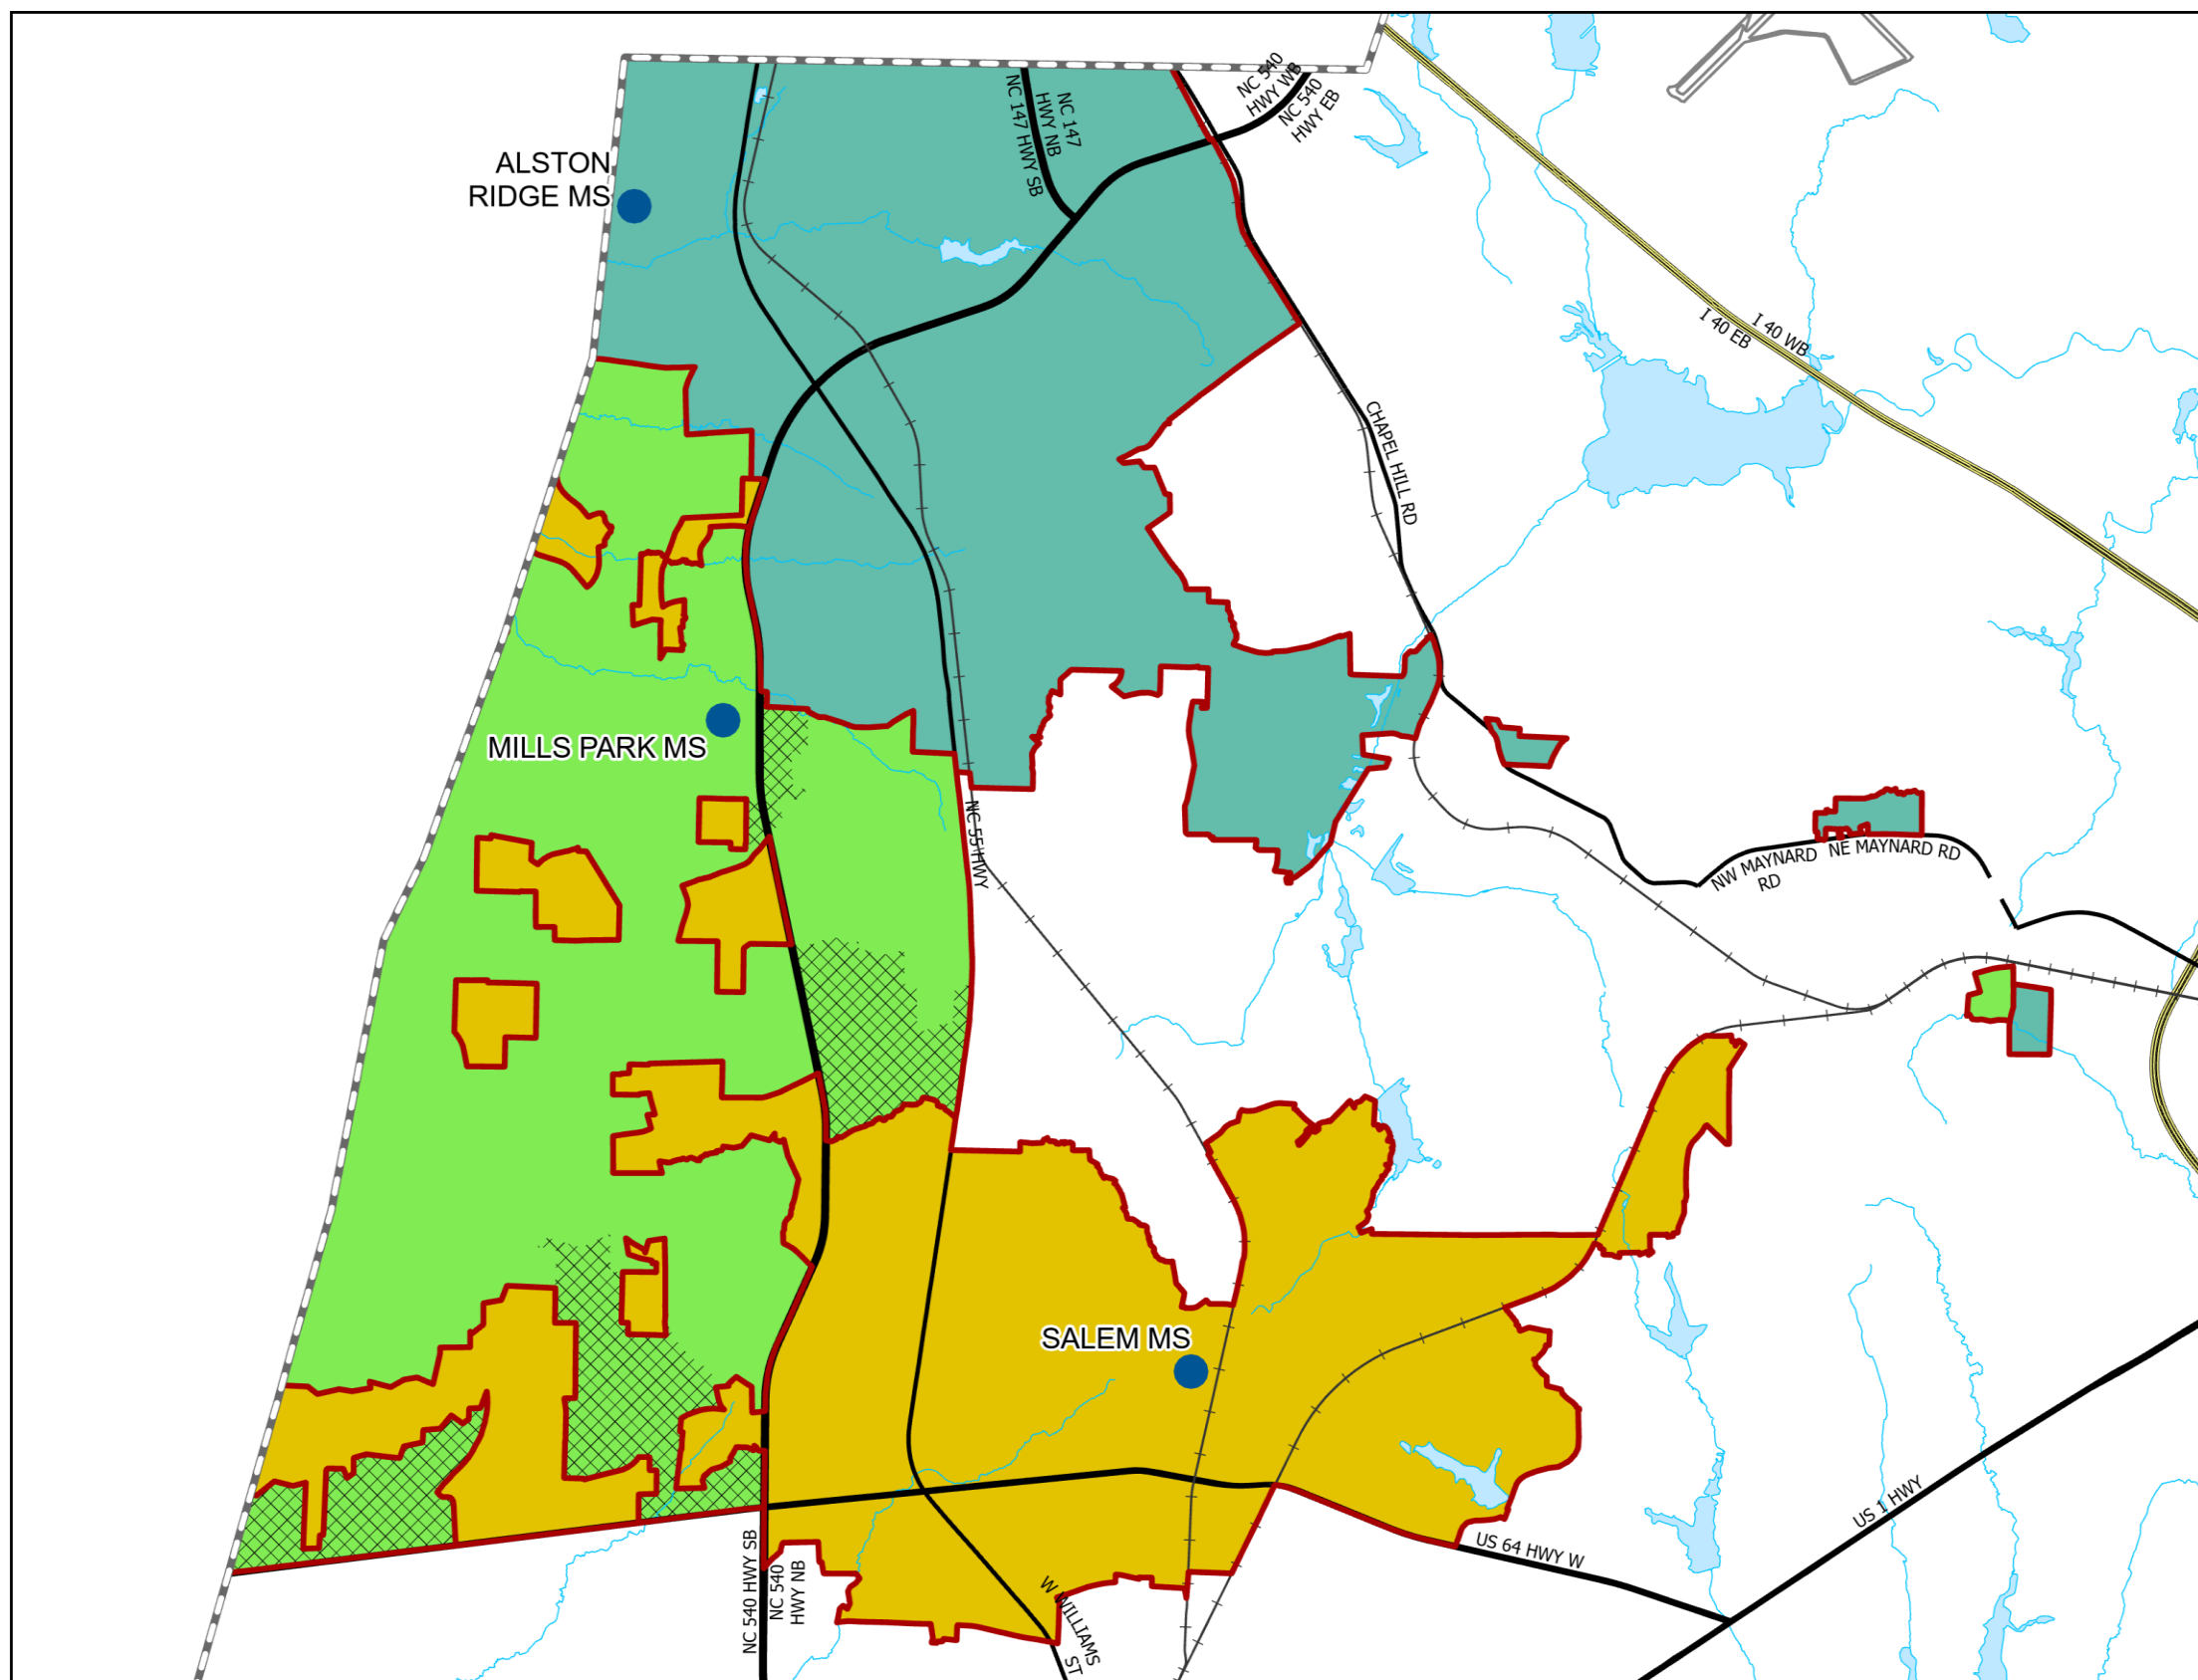 NC 540
HWY WB
NC 540
HWY EB
NC 147
HWY NB
NC 147 HWY SB
ALSTON
RIDGE MS
I 40 WB
I 40 EB
CHAPEL HILL RD
MILLS PARK MS
NC 55 HWY
NW MAYNARD
RD
NE MAYNARD RD
SALEM MS
US 1 HWY
US 64 HWY W
NC 540 HWY SB
NC 540
HWY NB
W WILLIAMS
ST